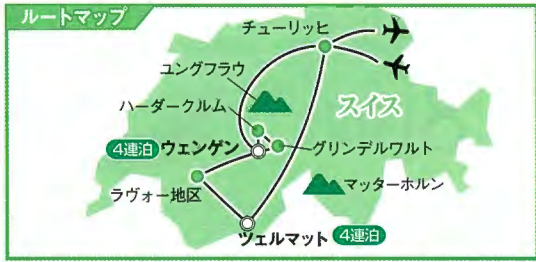 ルートマップ
チューリッヒ
ユングフラウ
ハーダークルム
スイス
4連泊 ウェンゲン
グリンデルワルト
ラヴォー地区
マッターホルン
ツェルマット 4連泊